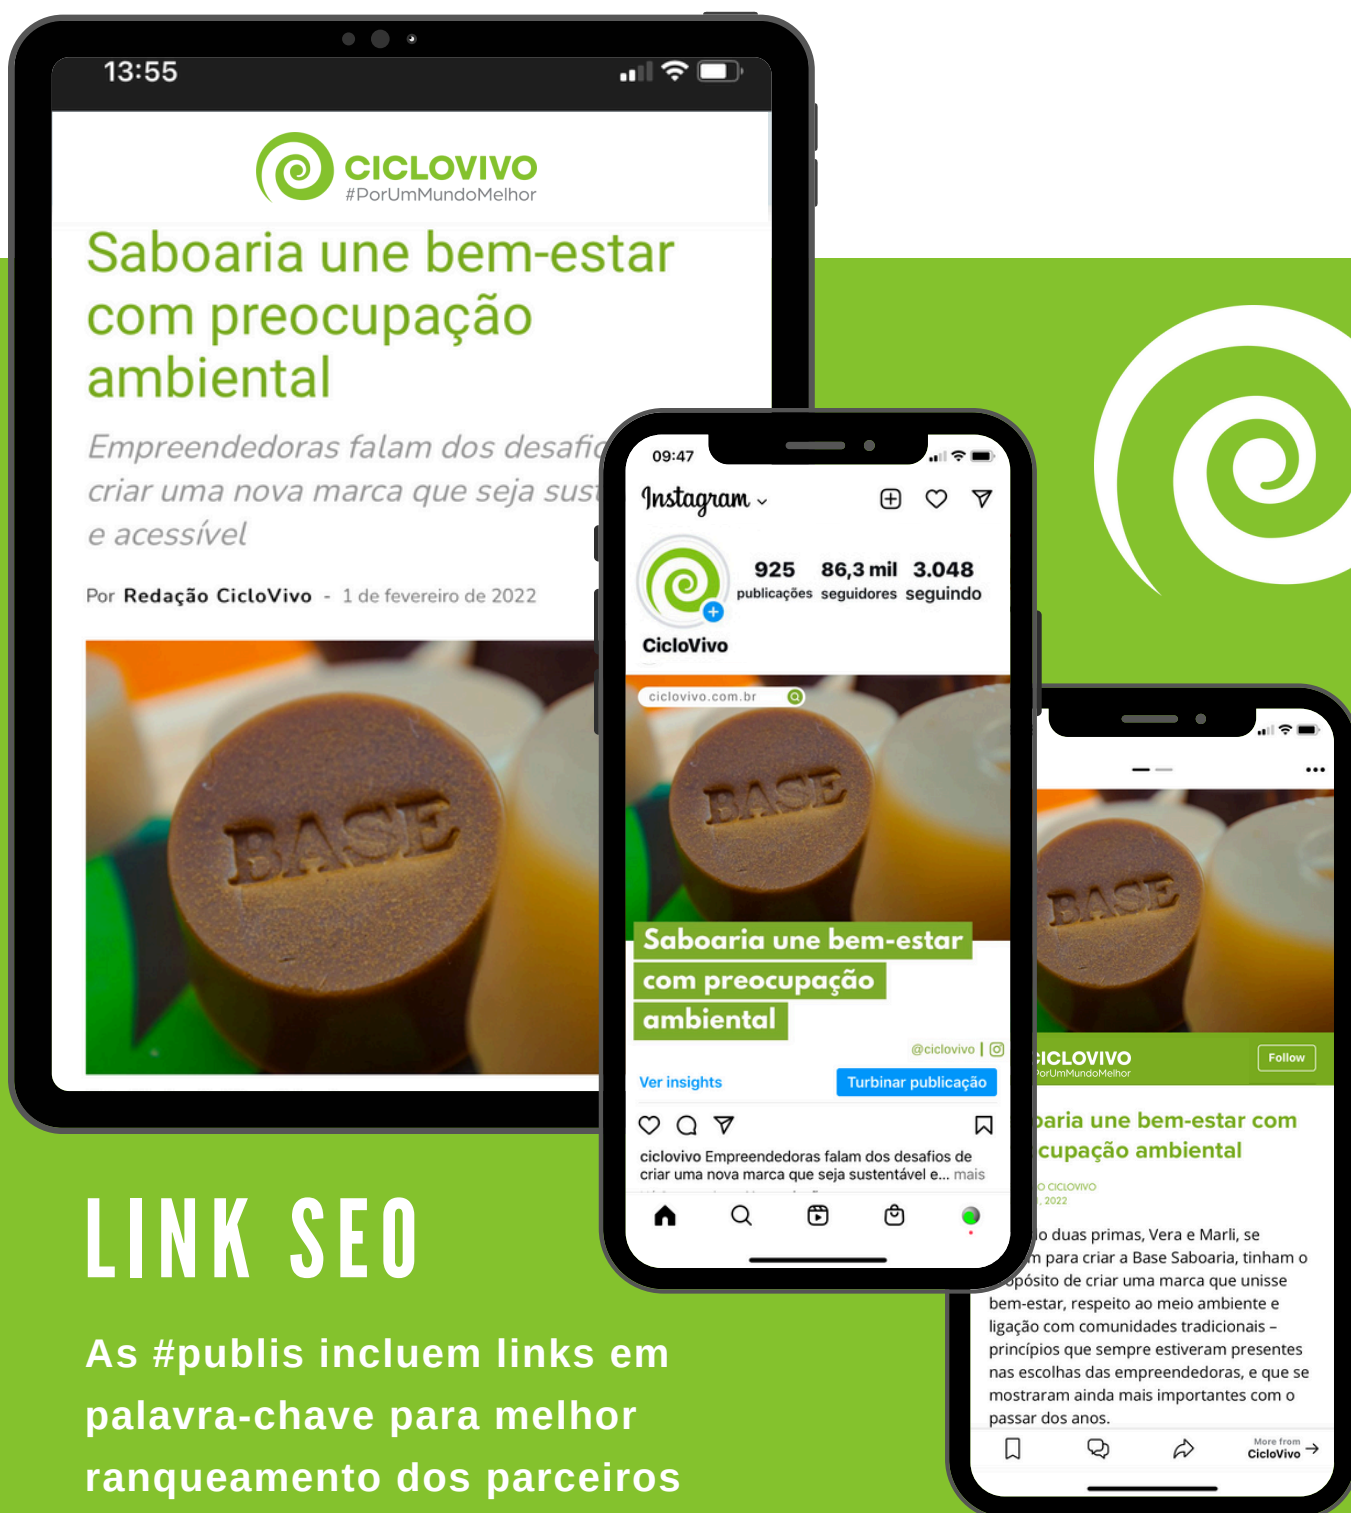 13:55
CICLOVIVO
#PorUmMundoMelhor
Saboaria une bem-estar
com preocupação
ambiental
Empreendedoras falam dos
criar uma nova marca que seja
e acessível
Por Redação CicloVivo - 1 de fevereiro de 2022
BASE
09:47
Instagram
925 86,3 mil 3.048
publicações seguidores seguindo
CicloVivo
ciclovivo.com.br
BASE
Saboaria une bem-estar
com preocupação
ambiental
@ciclovivo
Ver insights Turbinar publicação
ciclovivo Empreendedoras falam dos desafios de
criar uma nova marca que seja sustentável e... mais
BASE
CICLOVIVO
PorUmMundoMelhor
Follow
une bem-estar com
ambiental
CICLOVIVO
, 2022
duas primas, Vera e Marli, se
para criar a Base Saboaria, tinham o
propósito de criar uma marca que unisse
bem-estar, respeito ao meio ambiente e
ligação com comunidades tradicionais –
princípios que sempre estiveram presentes
nas escolhas das empreendedoras, e que se
mostraram ainda mais importantes com o
passar dos anos.
More from
CicloVivo →
LINK SEO
As #publis incluem links em
palavra-chave para melhor
ranqueamento dos parceiros